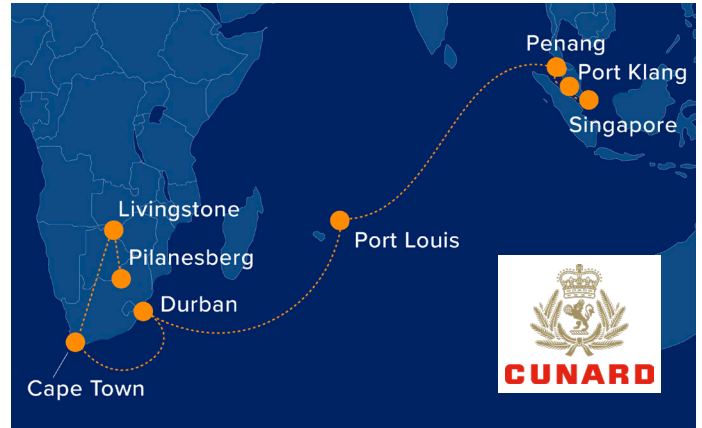 Penang
Port Klang
Singapore
Livingstone
Port Louis
Pilanesberg
Durban
Cape Town
CUNARD